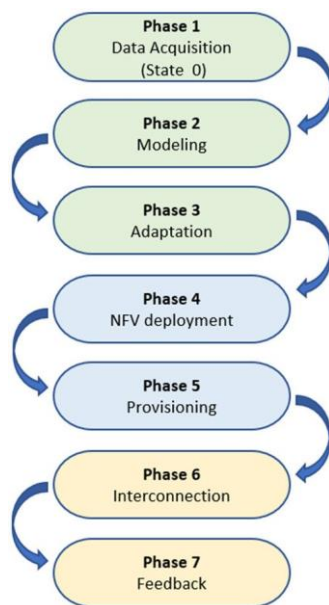 Phase 1
Data Acquisition
(State 0)
Phase 2
Modeling
Phase 3
Adaptation
Phase 4
NFV deployment
Phase 5
Provisioning
Phase 6
Interconnection
Phase 7
Feedback